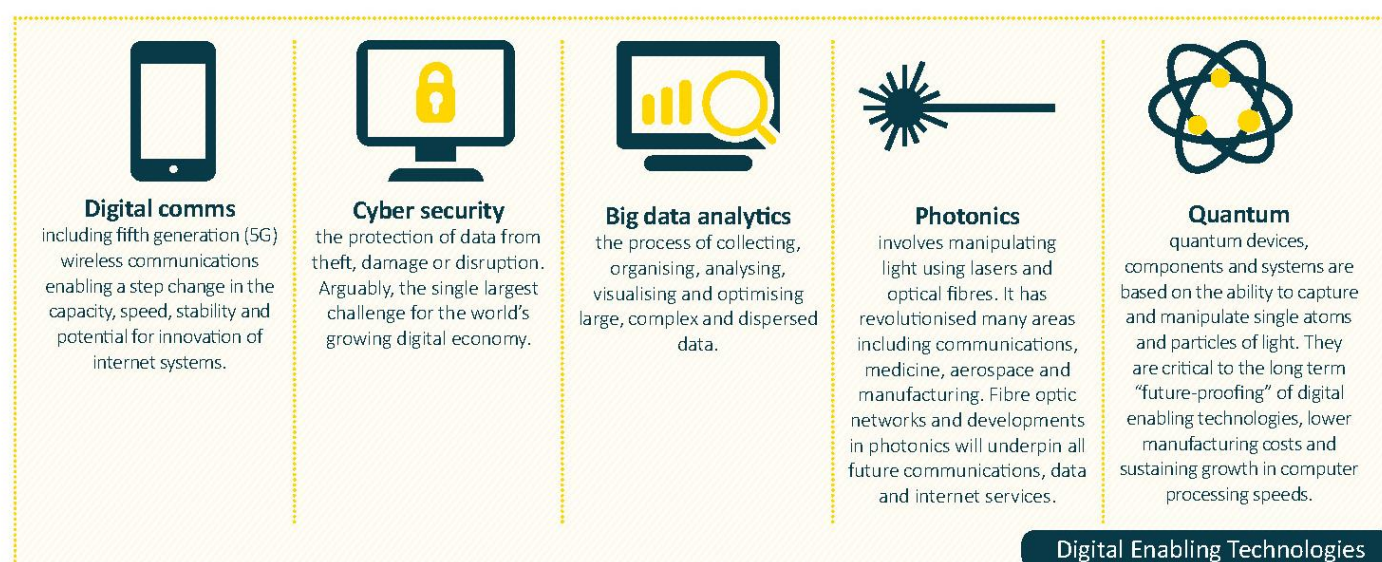 Digital comms
including fifth generation (5G)
wireless communications
enabling a step change in the
capacity, speed, stability and
potential for innovation of
internet systems.
Cyber security
the protection of data from
theft, damage or disruption.
Arguably, the single largest
challenge for the world's
growing digital economy.
Big data analytics
the process of collecting,
organising, analysing,
visualising and optimising
large, complex and dispersed
data.
Photonics
involves manipulating
light using lasers and
optical fibres. It has
revolutionised many areas
including communications,
medicine, aerospace and
manufacturing. Fibre optic
networks and developments
in photonics will underpin all
future communications, data
and internet services.
Quantum
quantum devices,
components and systems are
based on the ability to capture
and manipulate single atoms
and particles of light. They
are critical to the long term
“future-proofing” of digital
enabling technologies, lower
manufacturing costs and
sustaining growth in computer
processing speeds.
Digital Enabling Technologies